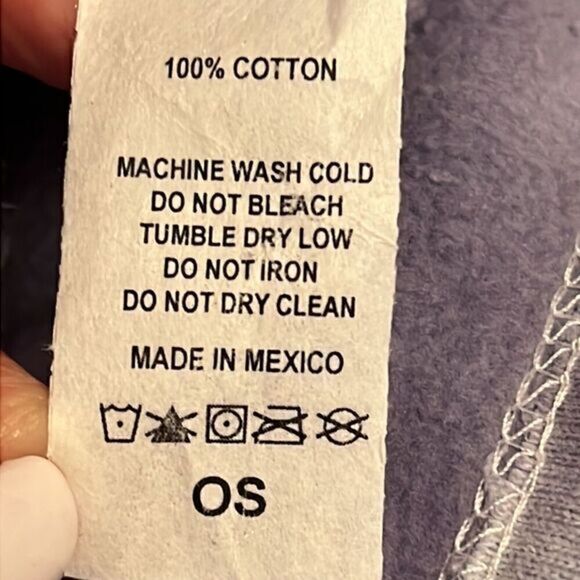 100% COTTON
MACHINE WASH COLD
DO NOT BLEACH
TUMBLE DRY LOW
DO NOT IRON
DO NOT DRY CLEAN
MADE IN MEXICO
OS